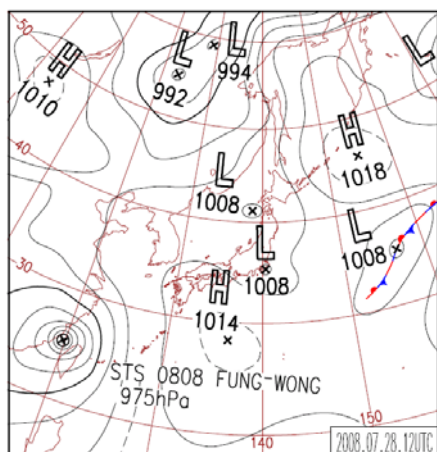 50
H
1010
L
992
L
994
L
40
H
1018
L
1008
L
1008
L
1008
30
H
1014
STS 0808 FUNG-WONG
975hPa
140
150
2008.07.28.12UTC